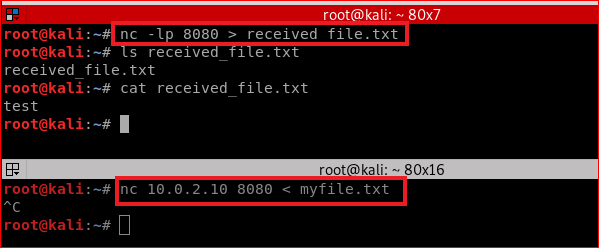 root@kali: ~ 80x7
root@kali:~# nc -lp 8080 > received_file.txt
root@kali:~# ls received_file.txt
received_file.txt
root@kali:~# cat received_file.txt
test
root@kali:~#
root@kali: ~ 80x16
root@kali:~# nc 10.0.2.10 8080 < myfile.txt
^C
root@kali:~#